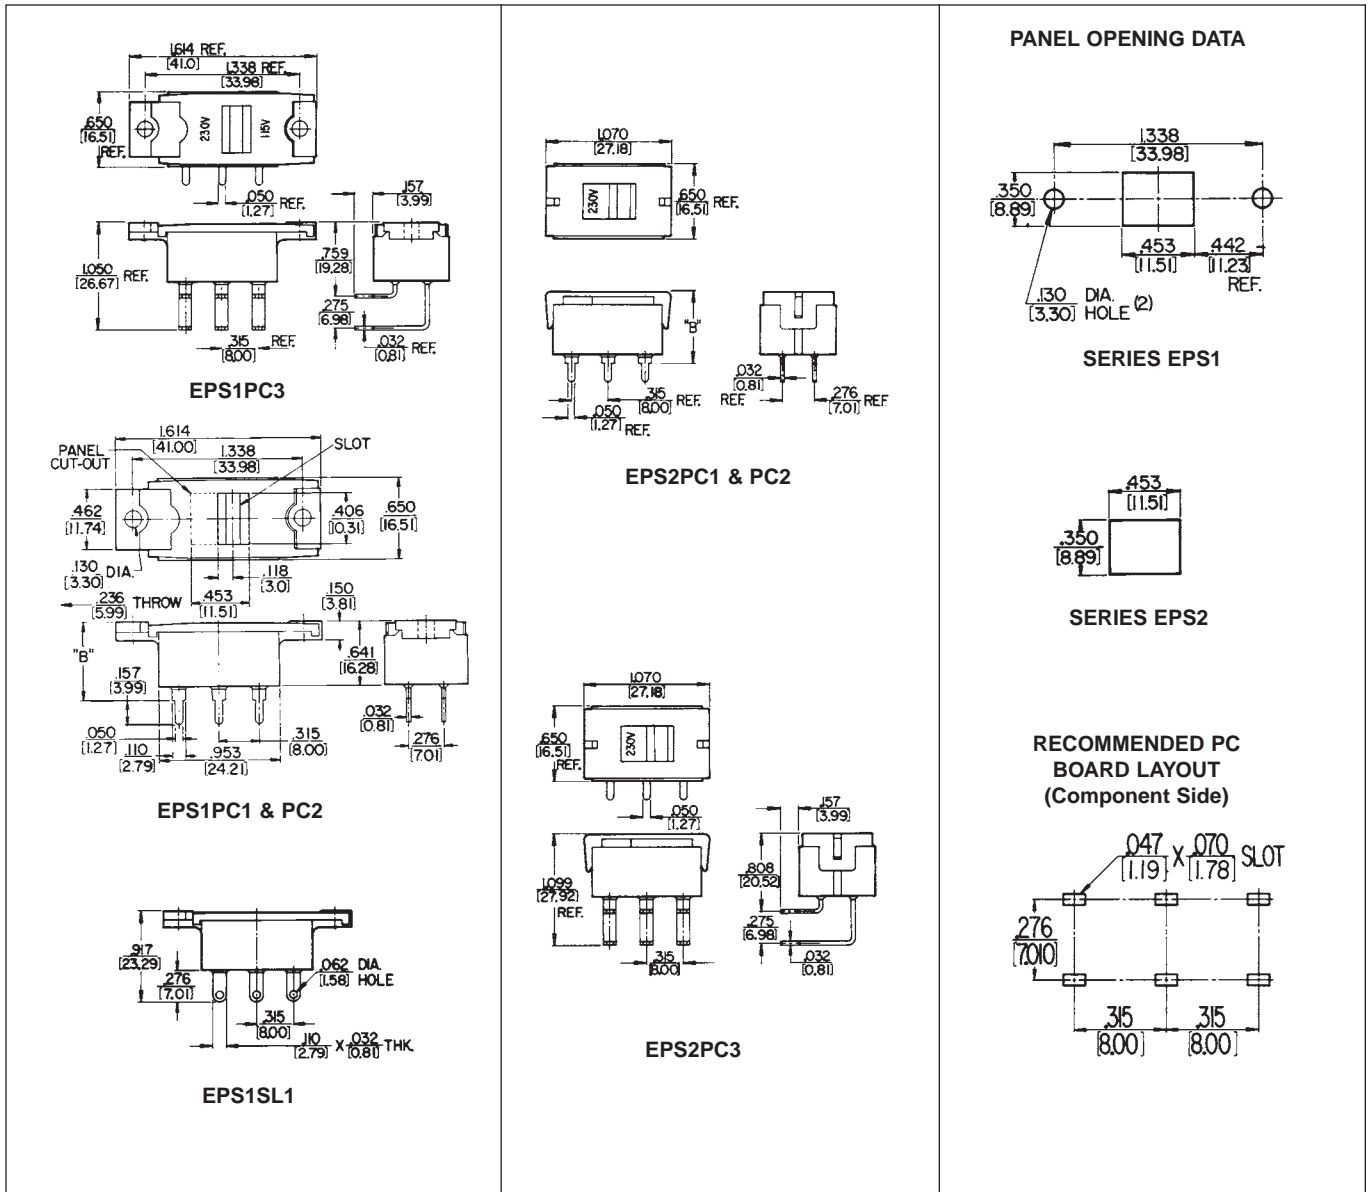 1.614 REF.
[41.0]
1.338 REF.
[33.98]
.650
[16.51]
REF.
230V
115V
.050 REF.
[1.27]
.157
[3.99]
1.050 REF.
[26.67]
.759
[19.28]
.275
[6.98]
.315 REF.
[8.00]
.032 REF.
[0.81]
EPS1PC3
1.614
[41.00]
PANEL
CUT-OUT
1.338
[33.98]
SLOT
.462
[11.74]
.406
[10.31]
.650
[16.51]
.130 DIA.
[3.30]
.118
[3.0]
.236 THROW
[5.99]
.453
[11.51]
.150
[3.81]
"B"
.157
[3.99]
.641
[16.28]
.050
[1.27]
.110
[2.79]
.953
[24.21]
.315
[8.00]
.032
[0.81]
.276
[7.01]
EPS1PC1 & PC2
.917
[23.29]
.276
[7.01]
.062 DIA.
[1.58] HOLE
.315
[8.00]
.110 X .032 THK.
[2.79] [0.81]
EPS1SL1
1.070
[27.18]
230V
.650 REF.
[16.51]
"B"
.032
[0.81]
REF.
.315 REF.
[8.00]
.050 REF.
[1.27]
.276 REF.
[7.01]
EPS2PC1 & PC2
1.070
[27.18]
.650
[16.51]
REF.
230V
.050
[1.27]
.157
[3.99]
1.099
[27.92]
REF.
.808
[20.52]
.275
[6.98]
.315
[8.00]
.032
[0.81]
EPS2PC3
PANEL OPENING DATA
1.338
[33.98]
.350
[8.89]
.453
[11.51]
.442
[11.23]
REF.
.130 DIA. (2)
[3.30] HOLE
SERIES EPS1
.453
[11.51]
.350
[8.89]
SERIES EPS2
RECOMMENDED PC
BOARD LAYOUT
(Component Side)
.047 X .070 SLOT
[1.19] [1.78]
.276
[7.010]
.315 .315
[8.00] [8.00]